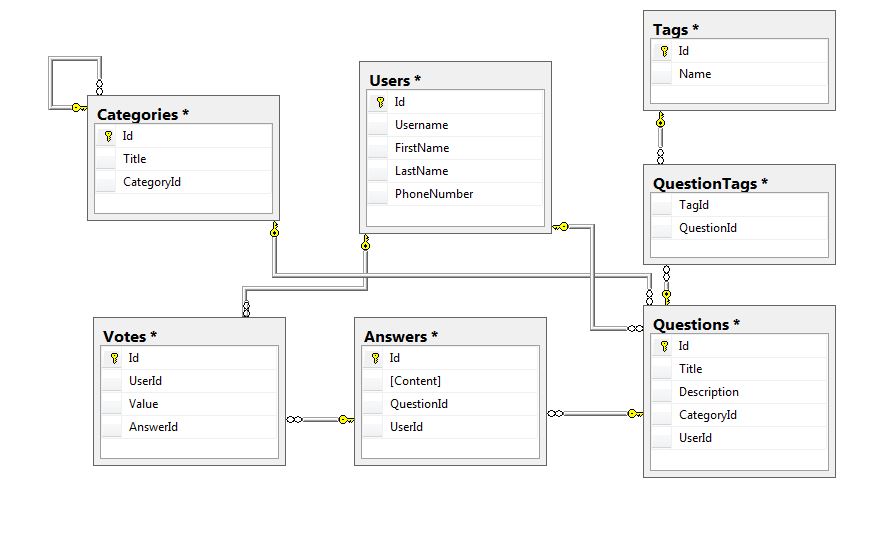 Categories *
Id
Title
CategoryId
Users *
Id
Username
FirstName
LastName
PhoneNumber
Tags *
Id
Name
QuestionTags *
TagId
QuestionId
Votes *
Id
UserId
Value
AnswerId
Answers *
Id
[Content]
QuestionId
UserId
Questions *
Id
Title
Description
CategoryId
UserId